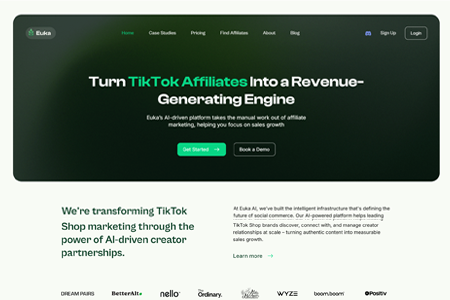 Euka
Home Case Studies Pricing Find Affiliates About Blog
Sign Up Login
Turn TikTok Affiliates Into a Revenue-
Generating Engine
Euka's AI-driven platform takes the manual work out of affiliate
marketing, helping you focus on sales growth
Get Started → Book a Demo
We're transforming TikTok
Shop marketing through the
power of AI-driven creator
partnerships.
At Euka AI, we've built the intelligent infrastructure that's defining the
future of social commerce. Our AI-powered platform helps leading
TikTok Shop brands discover, connect with, and manage creator
relationships at scale – turning authentic content into measurable
sales growth.
Learn more →
DREAM PAIRS BetterAlt nello The Ordinary. WYZE beam.boom Positiv